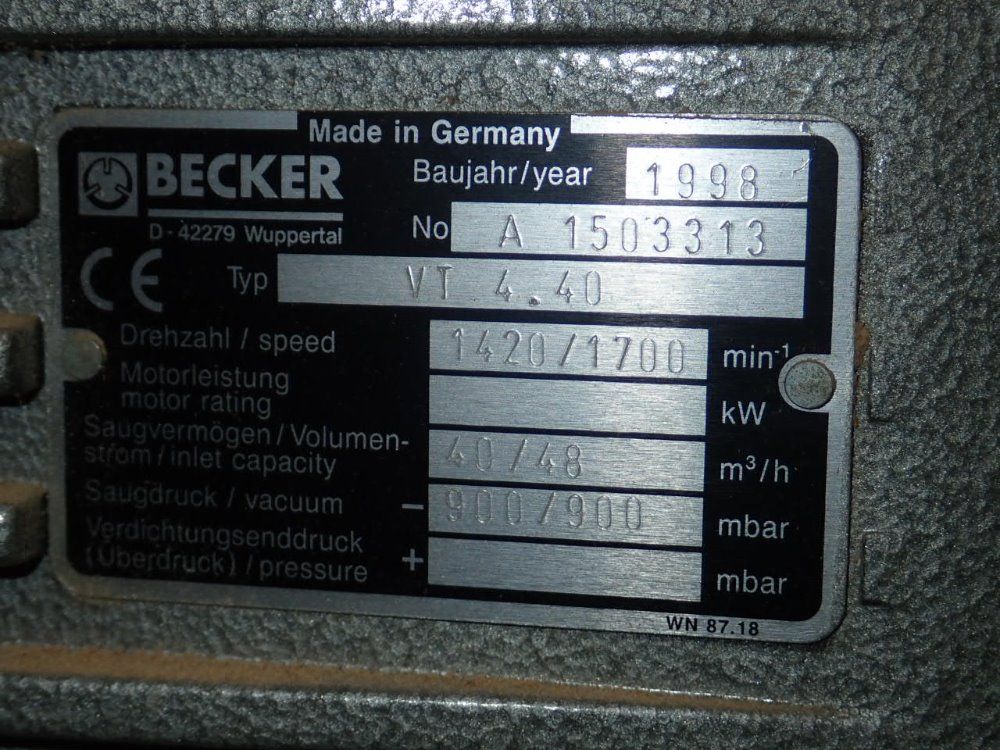 Made in Germany
BECKER
D - 42279 Wuppertal
Baujahr/year 1998
No A 1503313
CE Typ VT 4.40
Drehzahl / speed 1420/1700 min-1
Motorleistung
motor rating kW
Saugvermögen / Volumen-
strom / inlet capacity 40/48 m³/h
Saugdruck / vacuum - 900/900 mbar
Verdichtungsenddruck
(Überdruck) / pressure + mbar
WN 87.18